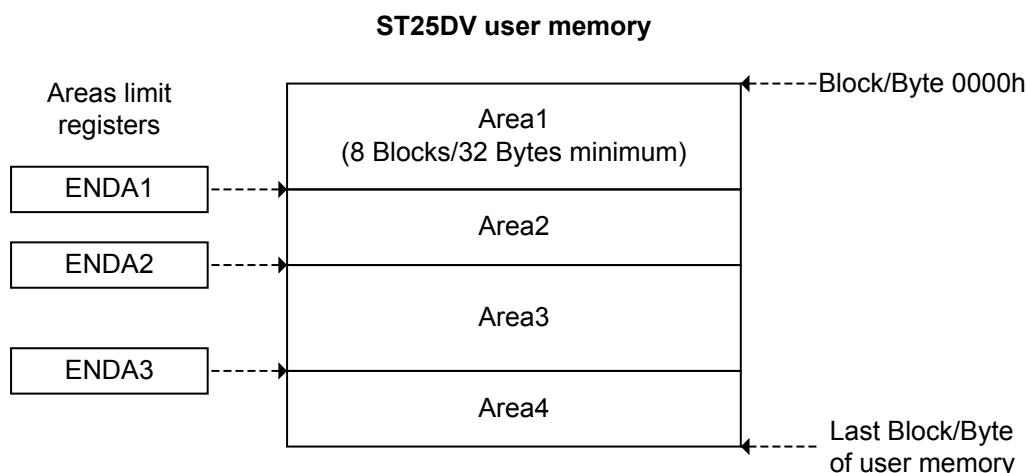 ST25DV user memory
Areas limit
registers
Block/Byte 0000h
Area1
(8 Blocks/32 Bytes minimum)
ENDA1
Area2
ENDA2
Area3
ENDA3
Area4
Last Block/Byte
of user memory